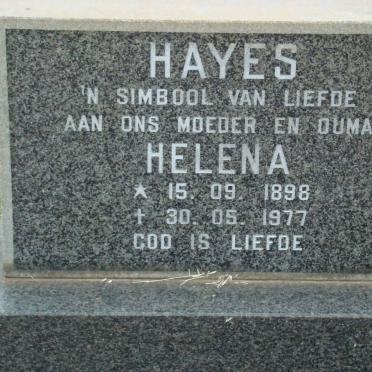 HAYES
'N SIMBOOL VAN LIEFDE
AAN ONS MOEDER EN OUMA
HELENA
* 15. 09. 1898
† 30. 05. 1977
GOD IS LIEFDE